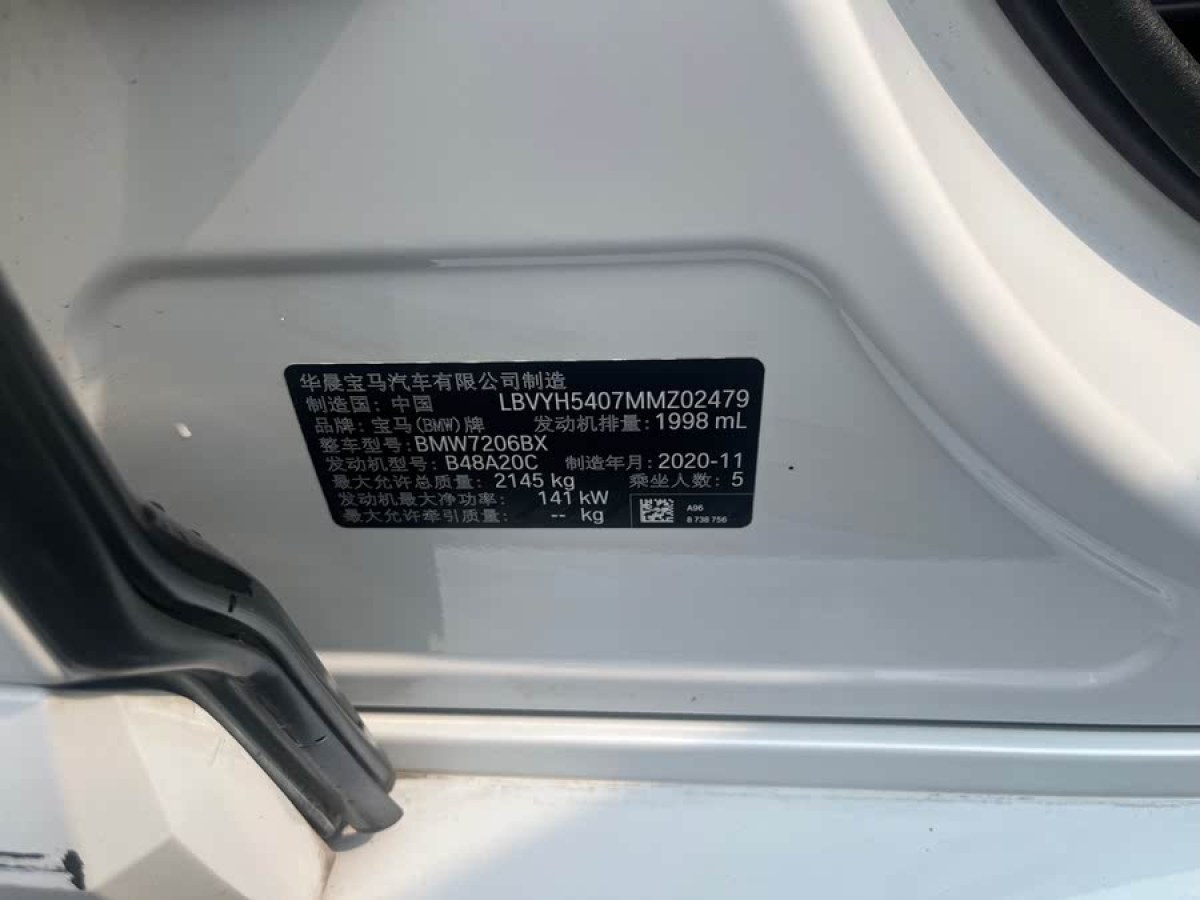 华晨宝马汽车有限公司制造
制造国：中国 LBVYH5407MMZ02479
品牌：宝马(BMW)牌 发动机排量：1998 mL
整车型号：BMW7206BX
发动机型号：B48A20C 制造年月：2020-11
最大允许总质量：2145 kg 乘坐人数：5
发动机最大净功率：141 kW
最大允许牵引质量：-- kg
A96
8 738 756